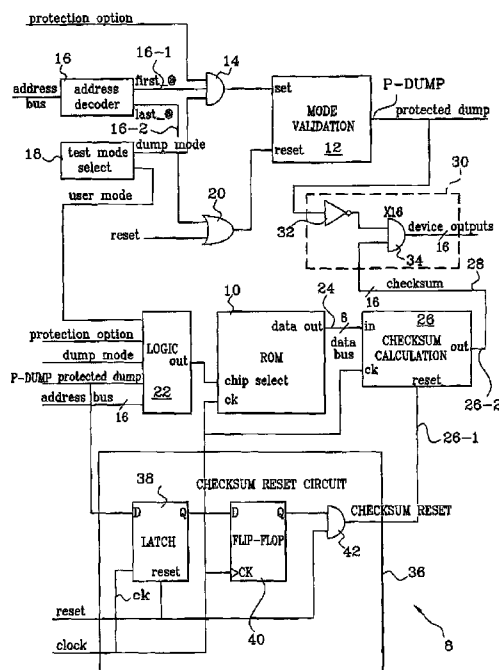 protection option
16-1
14
16
first_@
address
bus
address
decoder
last_@
16-2
dump mode
set
P-DUMP
MODE
VALIDATION
12
protected dump
18
test mode
select
reset
30
user mode
20
reset
X16
32
34
device outputs
16
28
checksum
16
10
24
protection option
dump mode
P-DUMP protected dump
address bus
16
LOGIC
out
22
data out
8
data
bus
ROM
chip select
ck
in
26
CHECKSUM
CALCULATION
out
ck
reset
26-2
26-1
38
CHECKSUM RESET CIRCUIT
CHECKSUM RESET
D
Q
D
Q
LATCH
FLIP-FLOP
42
reset
CK
36
ck
reset
40
clock
8